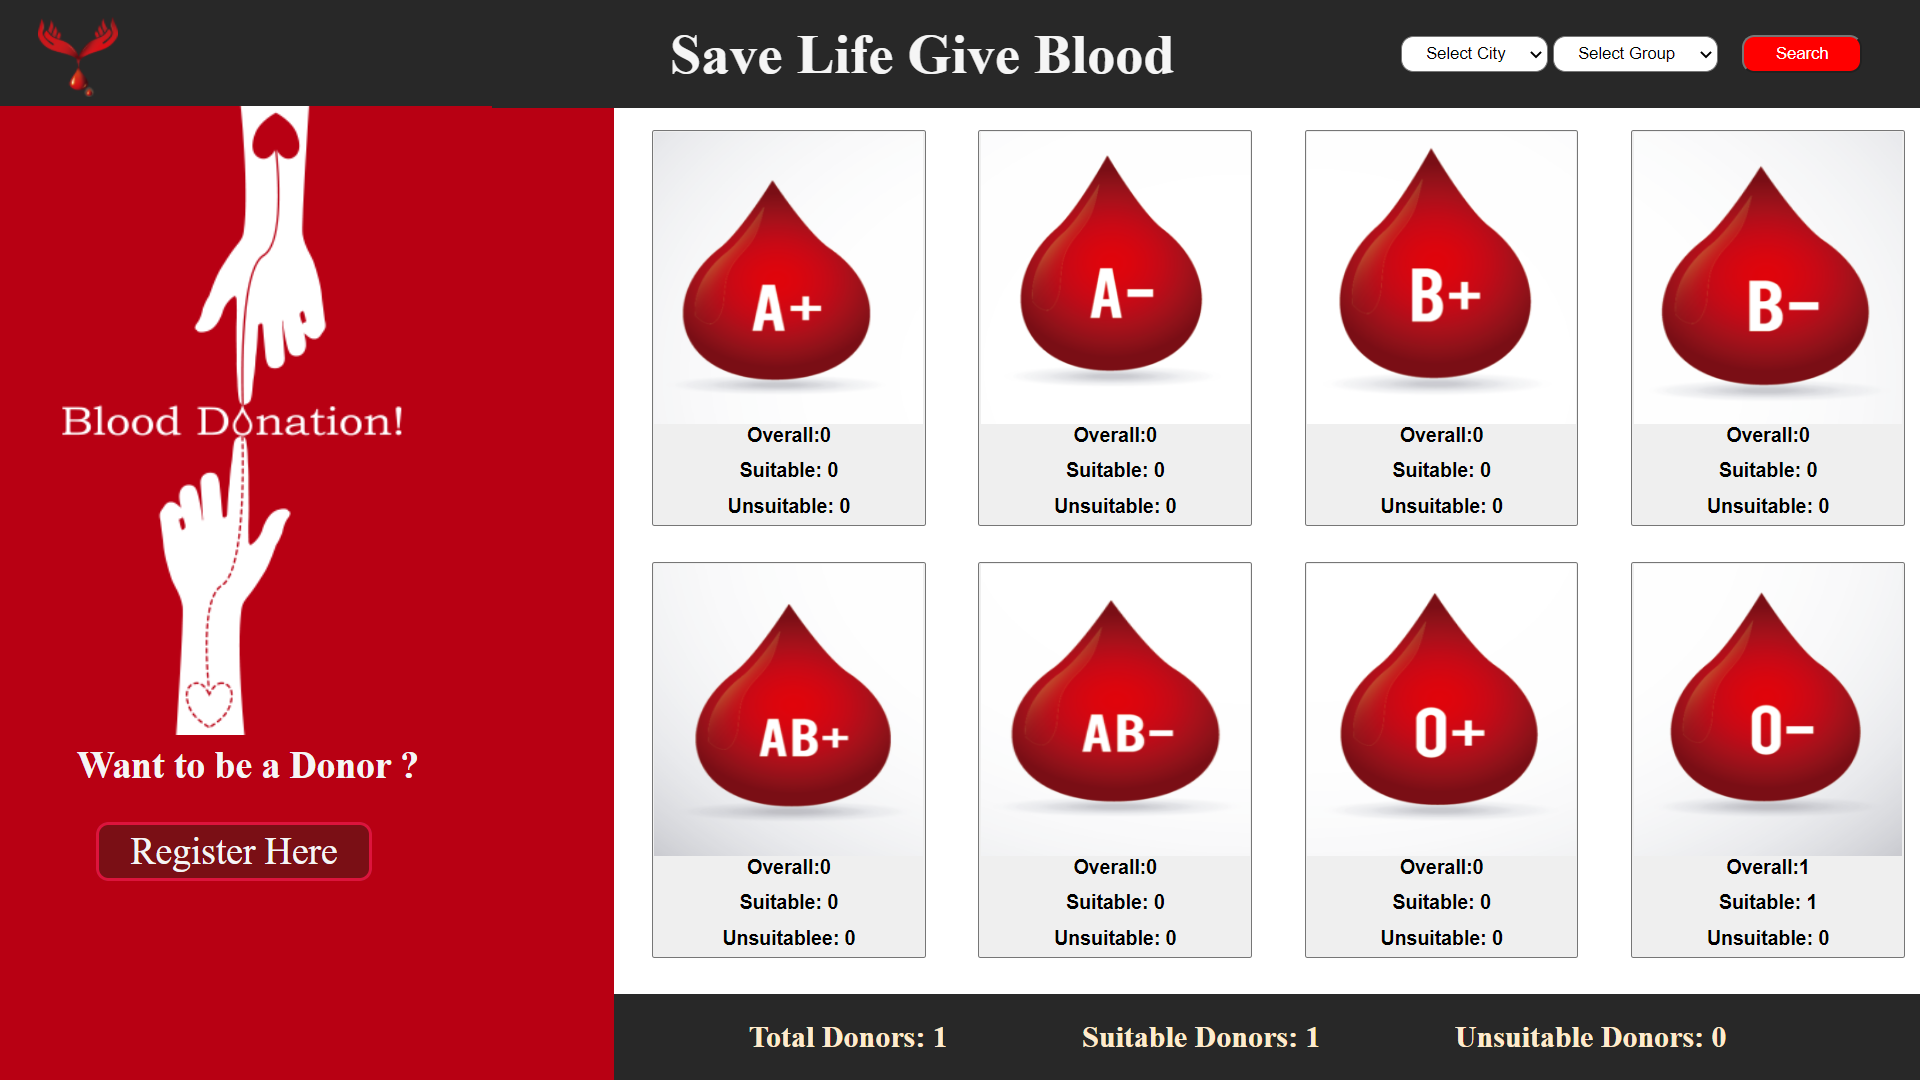 Save Life Give Blood
Select City
Select Group
Search
Blood Donation!
Want to be a Donor ?
Register Here
A+
Overall:0
Suitable: 0
Unsuitable: 0
A-
Overall:0
Suitable: 0
Unsuitable: 0
B+
Overall:0
Suitable: 0
Unsuitable: 0
B-
Overall:0
Suitable: 0
Unsuitable: 0
AB+
Overall:0
Suitable: 0
Unsuitablee: 0
AB-
Overall:0
Suitable: 0
Unsuitable: 0
O+
Overall:0
Suitable: 0
Unsuitable: 0
O-
Overall:1
Suitable: 1
Unsuitable: 0
Total Donors: 1
Suitable Donors: 1
Unsuitable Donors: 0